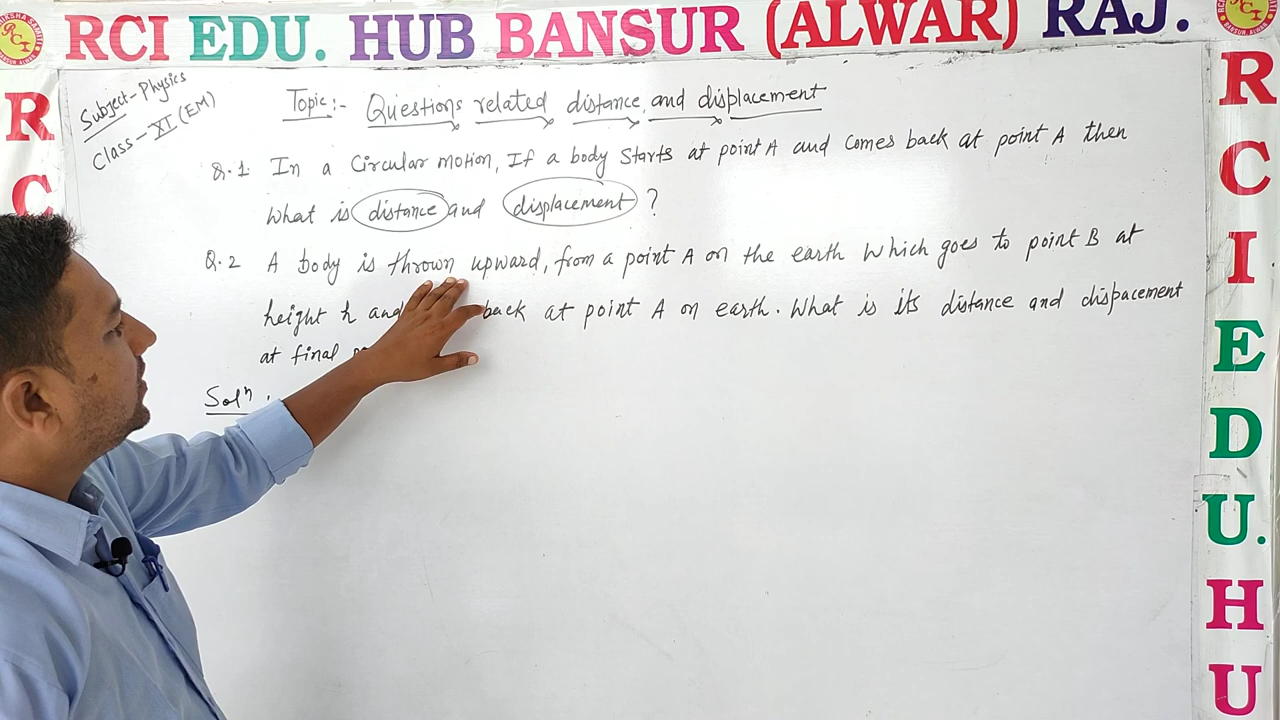 RCI EDU. HUB BANSUR (ALWAR) RAJ.
Subject-Physics
Class-XI (EM)
Topic:- Questions related distance and displacement
Q.1. In a Circular motion, If a body Starts at point A and comes back at point A then
What is distance and displacement ?
Q.2 A body is thrown upward, from a point A on the earth Which goes to point B at
height h and back at point A on earth. What is its distance and dispacement
at final
Solⁿ.
R
C
R
C
I
E
D
U.
H
U